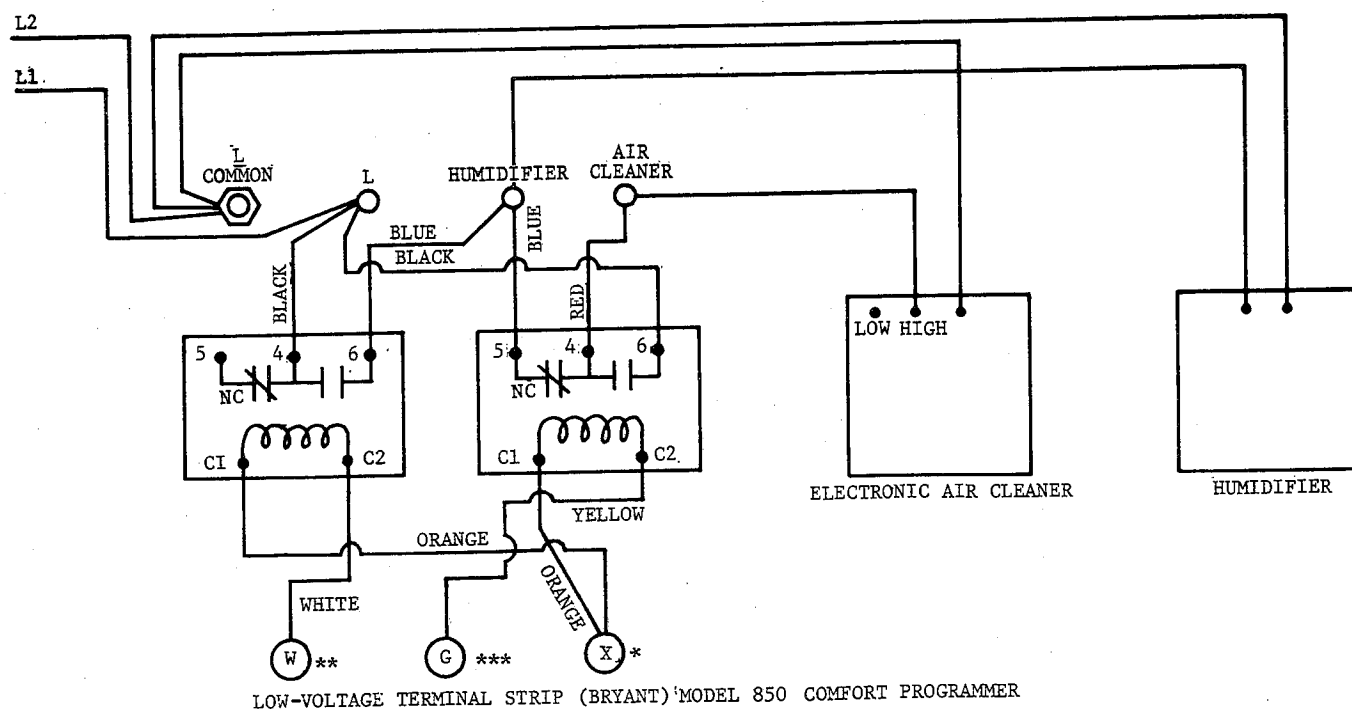 L2
L1
L
COMMON
L
HUMIDIFIER
AIR
CLEANER
BLUE
BLACK
BLUE
BLACK
RED
5 4 6
NC
CI C2
5 4 6
NC
C1 C2
LOW HIGH
ELECTRONIC AIR CLEANER
HUMIDIFIER
YELLOW
ORANGE
ORANGE
WHITE
W **
G ***
X *
LOW-VOLTAGE TERMINAL STRIP (BRYANT) MODEL 850 COMFORT PROGRAMMER